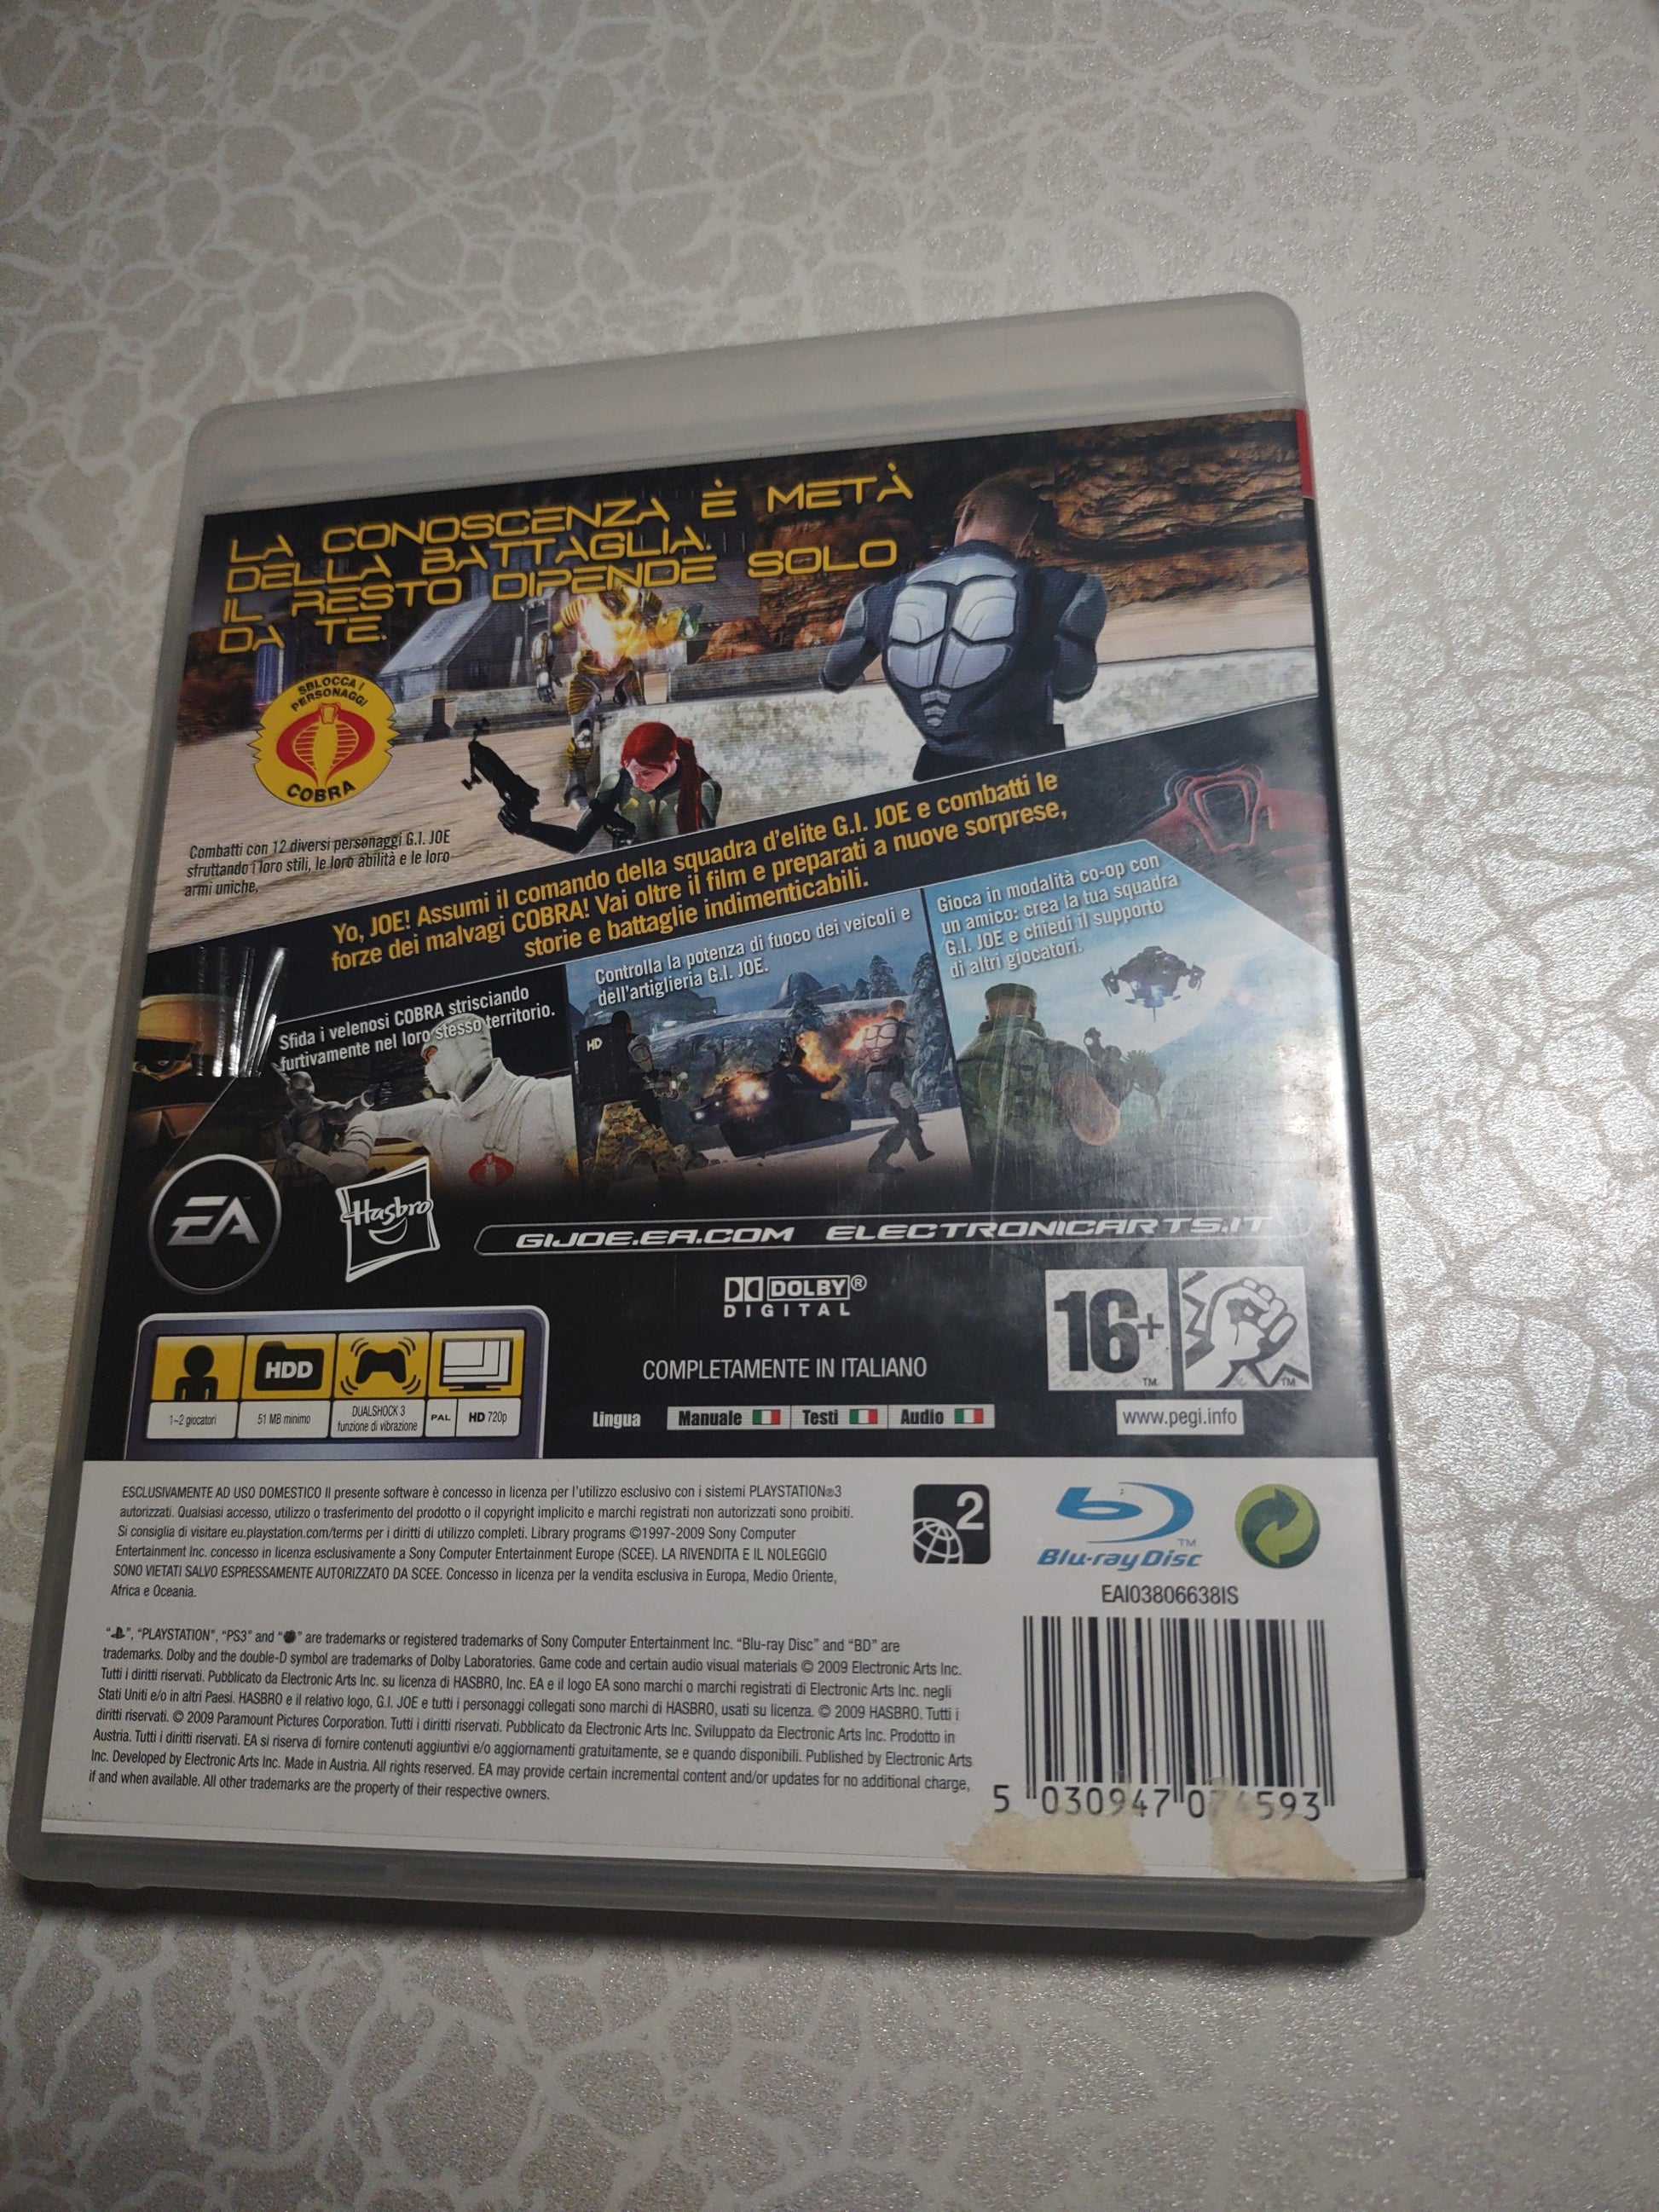 LA CONOSCENZA È METÀ
DELLA BATTAGLIA.
IL RESTO DIPENDE SOLO
DA TE.
SBLOCCA I
PERSONAGGI
COBRA
Combatti con 12 diversi personaggi G.I. JOE
sfruttando i loro stili, le loro abilità e le loro
armi uniche.
Yo, JOE! Assumi il comando della squadra d'elite G.I. JOE e combatti le
forze dei malvagi COBRA! Vai oltre il film e preparati a nuove sorprese,
storie e battaglie indimenticabili.
Sfida i velenosi COBRA strisciando
furtivamente nel loro stesso territorio.
Controlla la potenza di fuoco dei veicoli e
dell'artiglieria G.I. JOE.
HD
Gioca in modalità co-op con
un amico: crea la tua squadra
G.I. JOE e chiedi il supporto
di altri giocatori.
EA
Hasbro
GIJOE.EA.COM ELECTRONICARTS.IT
DOLBY®
DIGITAL
16+
TM
TM
HDD
1-2 giocatori
51 MB minimo
DUALSHOCK 3
funzione di vibrazione
PAL
HD 720p
COMPLETAMENTE IN ITALIANO
Lingua Manuale Testi Audio
www.pegi.info
ESCLUSIVAMENTE AD USO DOMESTICO Il presente software è concesso in licenza per l'utilizzo esclusivo con i sistemi PLAYSTATION®3
autorizzati. Qualsiasi accesso, utilizzo o trasferimento del prodotto o il copyright implicito e marchi registrati non autorizzati sono proibiti.
Si consiglia di visitare eu.playstation.com/terms per i diritti di utilizzo completi. Library programs ©1997-2009 Sony Computer
Entertainment Inc. concesso in licenza esclusivamente a Sony Computer Entertainment Europe (SCEE). LA RIVENDITA E IL NOLEGGIO
SONO VIETATI SALVO ESPRESSAMENTE AUTORIZZATO DA SCEE. Concesso in licenza per la vendita esclusiva in Europa, Medio Oriente,
Africa e Oceania.
2
Blu-ray Disc
TM
EAI03806638IS
" ", "PLAYSTATION", "PS3" and " " are trademarks or registered trademarks of Sony Computer Entertainment Inc. "Blu-ray Disc" and "BD" are
trademarks. Dolby and the double-D symbol are trademarks of Dolby Laboratories. Game code and certain audio visual materials © 2009 Electronic Arts Inc.
Tutti i diritti riservati. Pubblicato da Electronic Arts Inc. su licenza di HASBRO, Inc. EA e il logo EA sono marchi o marchi registrati di Electronic Arts Inc. negli
Stati Uniti e/o in altri Paesi. HASBRO e il relativo logo, G.I. JOE e tutti i personaggi collegati sono marchi di HASBRO, usati su licenza. © 2009 HASBRO. Tutti i
diritti riservati. © 2009 Paramount Pictures Corporation. Tutti i diritti riservati. Pubblicato da Electronic Arts Inc. Sviluppato da Electronic Arts Inc. Prodotto in
Austria. Tutti i diritti riservati. EA si riserva di fornire contenuti aggiuntivi e/o aggiornamenti gratuitamente, se e quando disponibili. Published by Electronic Arts
Inc. Developed by Electronic Arts Inc. Made in Austria. All rights reserved. EA may provide certain incremental content and/or updates for no additional charge,
if and when available. All other trademarks are the property of their respective owners.
5 030947